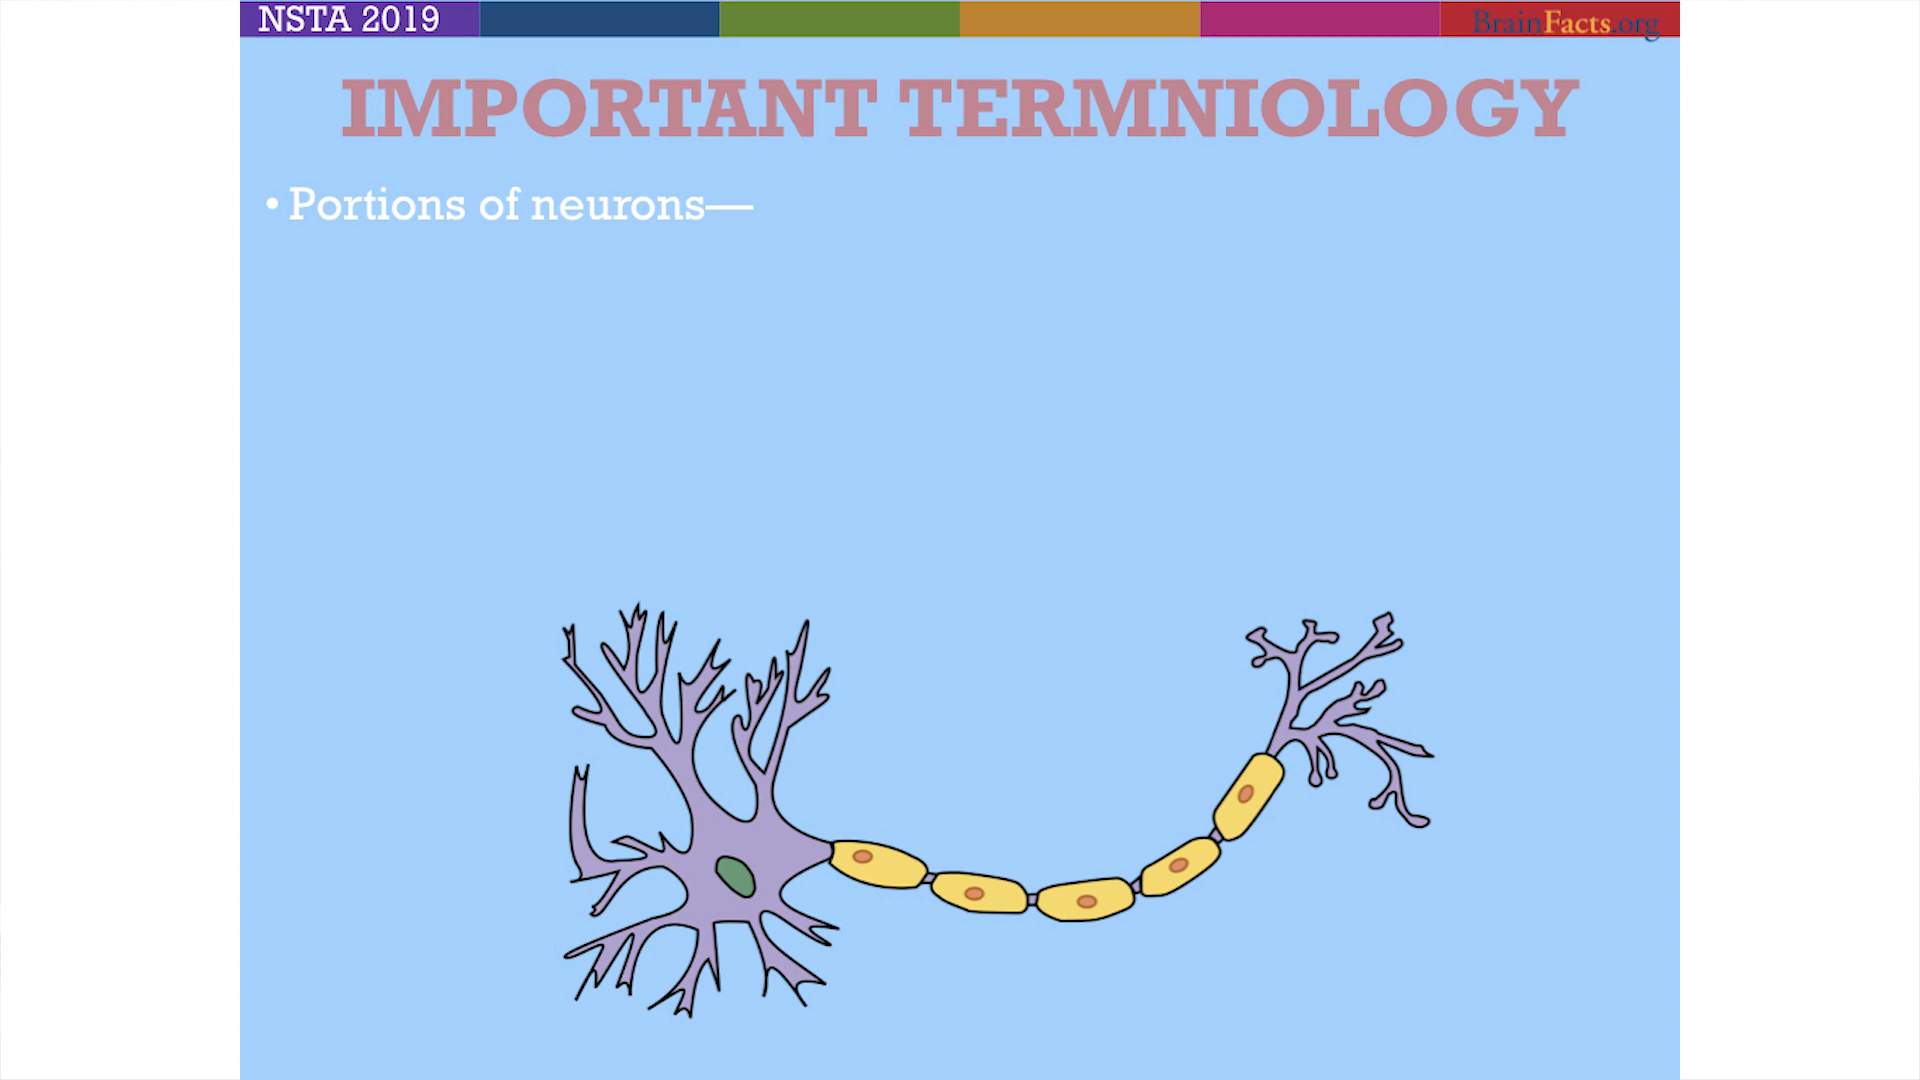 NSTA 2019
BrainFacts.org
IMPORTANT TERMNIOLOGY
• Portions of neurons—